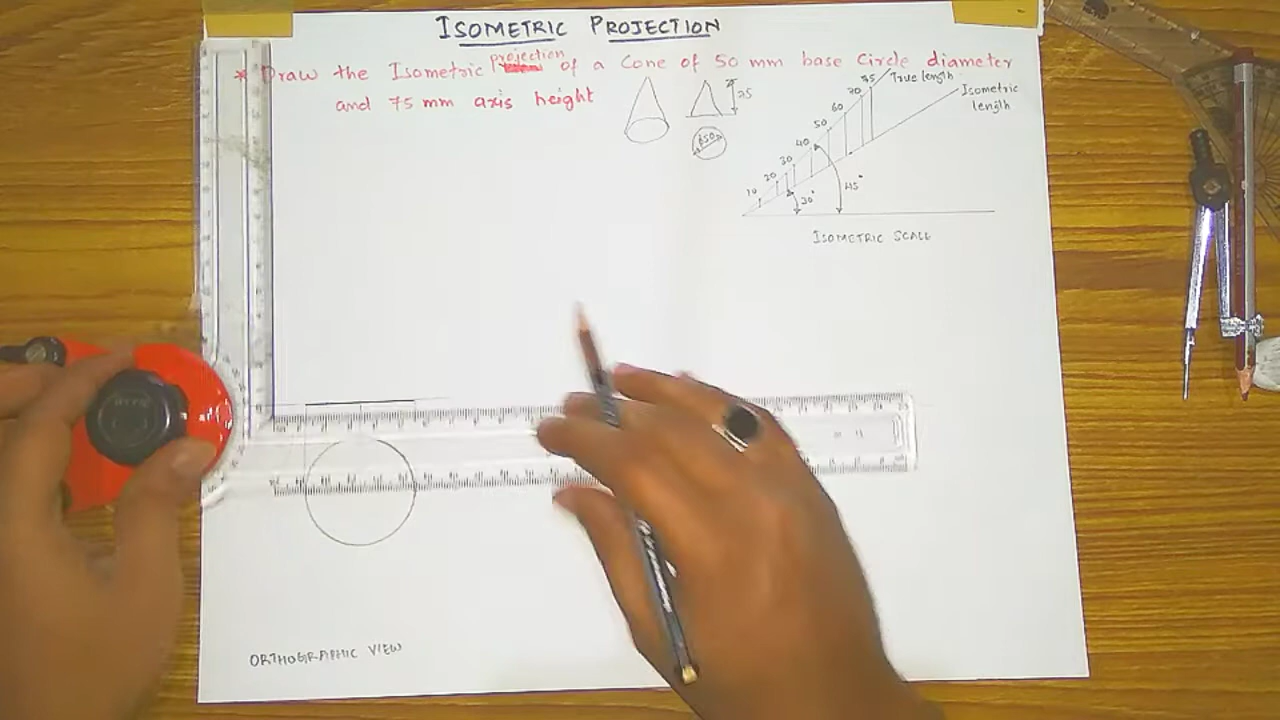 ISOMETRIC PROJECTION
* Draw the Isometric projection of a Cone of 50 mm base Circle diameter
and 75 mm axis height
75
ø50
10
20
30
40
50
60
70
75
True length
Isometric
length
30°
45°
ISOMETRIC SCALE
ORTHOGRAPHIC VIEW